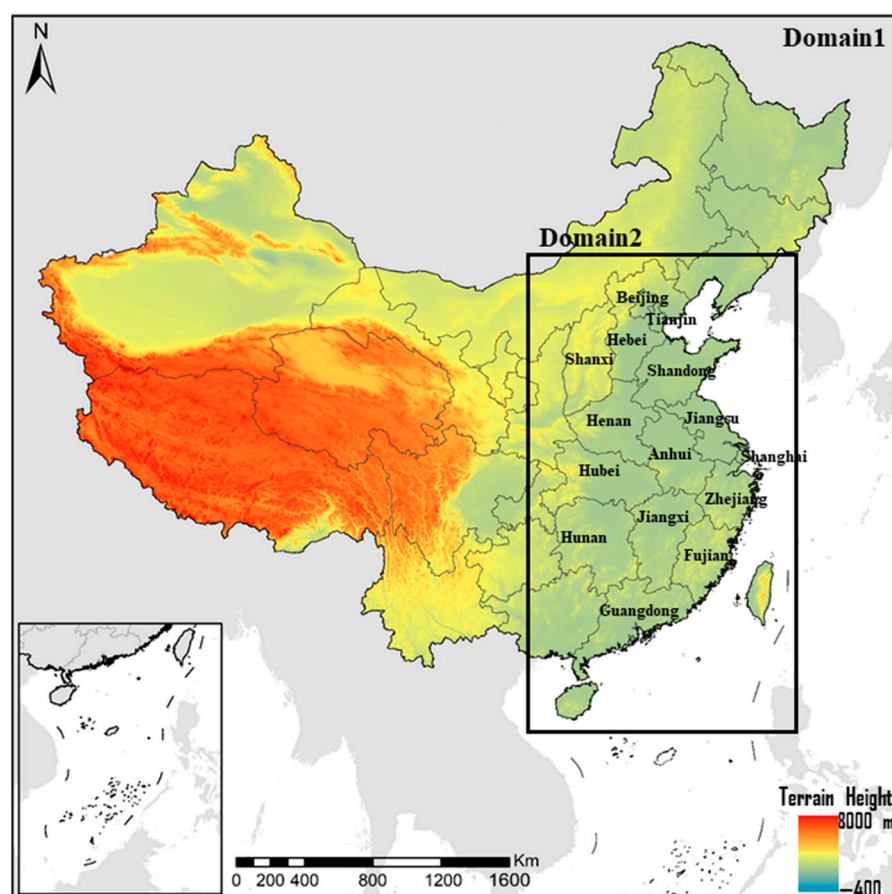 N
Domain1
Domain2
Beijing
Tianjin
Hebei
Shanxi
Shandong
Henan
Jiangsu
Anhui
Shanghai
Hubei
Zhejiang
Jiangxi
Hunan
Fujian
Guangdong
Terrain Height
8000 m
−400
Km
0 200 400 800 1200 1600